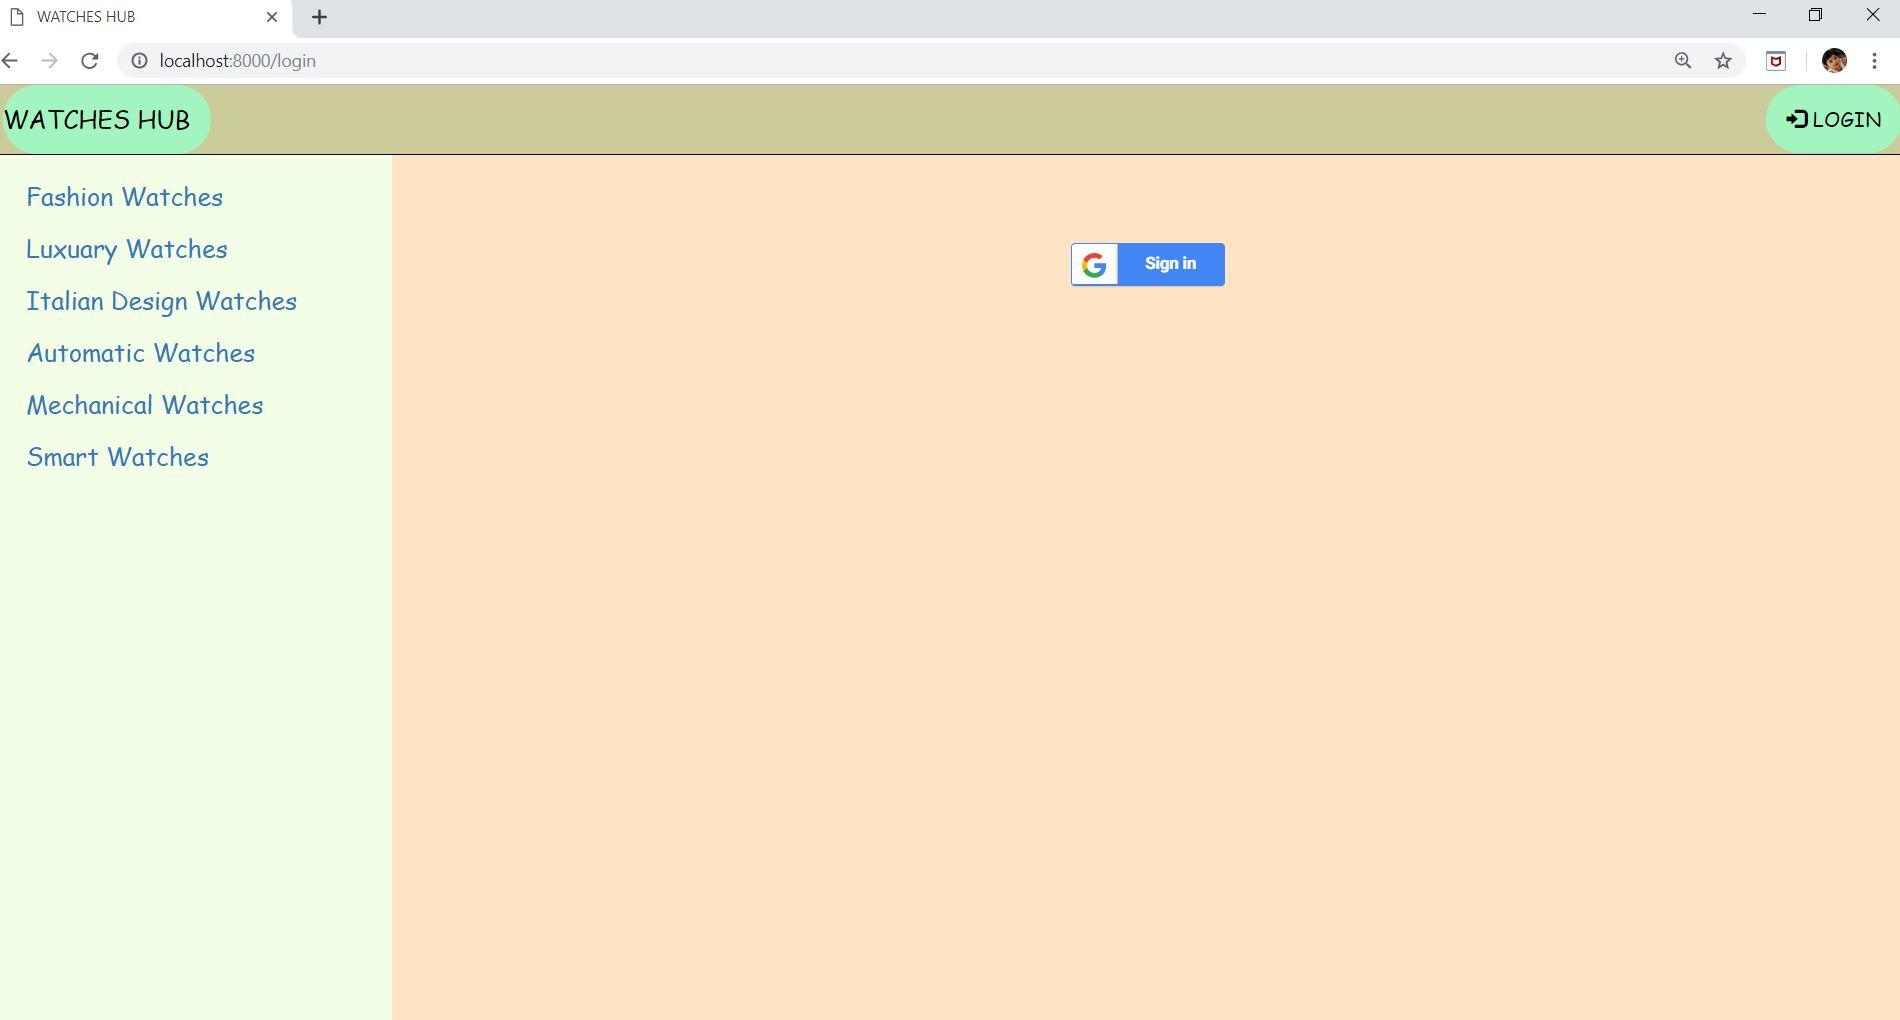 WATCHES HUB
localhost:8000/login
WATCHES HUB
LOGIN
Fashion Watches
Luxuary Watches
Italian Design Watches
Automatic Watches
Mechanical Watches
Smart Watches
Sign in